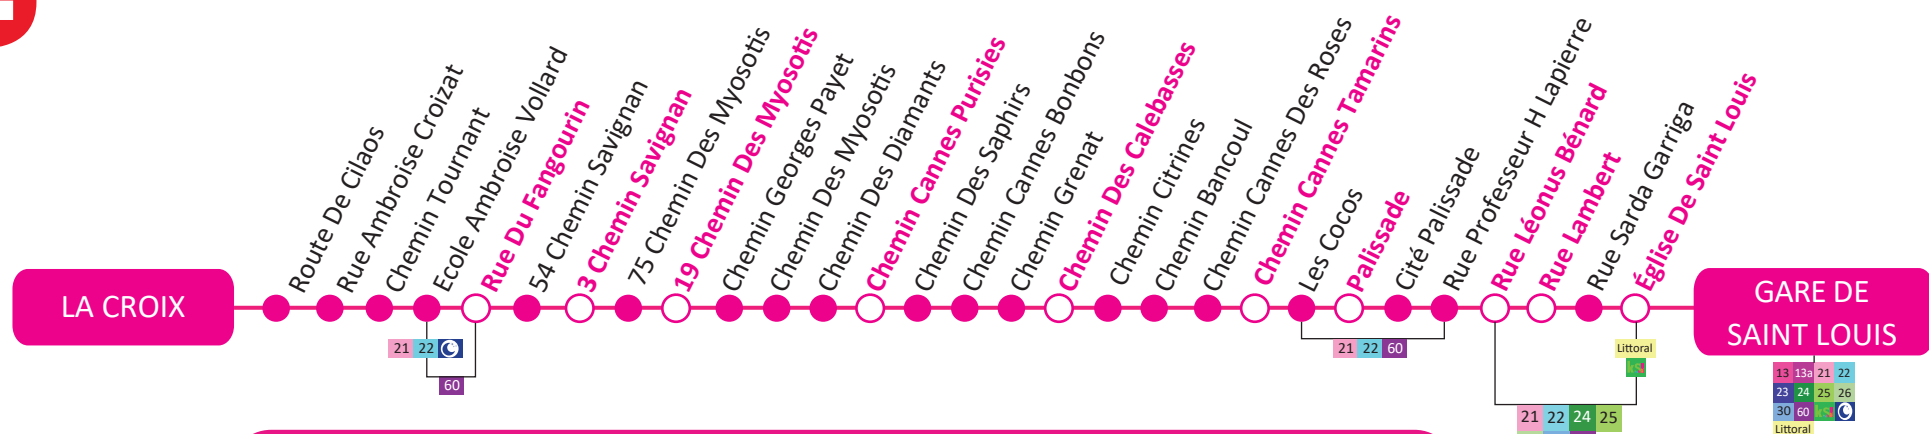 LA CROIX
Route De Cilaos
Rue Ambroise Croizat
Chemin Tournant
Ecole Ambroise Vollard
Rue Du Fangourin
54 Chemin Savignan
3 Chemin Savignan
75 Chemin Des Myosotis
19 Chemin Des Myosotis
Chemin Georges Payet
Chemin Des Myosotis
Chemin Des Diamants
Chemin Cannes Purisies
Chemin Des Saphirs
Chemin Cannes Bonbons
Chemin Grenat
Chemin Des Calebasses
Chemin Citrines
Chemin Bancoul
Chemin Cannes Des Roses
Chemin Cannes Tamarins
Les Cocos
Palissade
Cité Palissade
Rue Professeur H Lapierre
Rue Léonus Bénard
Rue Lambert
Rue Sarda Garriga
Église De Saint Louis
GARE DE
SAINT LOUIS
21 22
60
21 22 60
Littoral
ksi
21 22 24 25
13 13a 21 22
23 24 25 26
30 60 ksi
Littoral